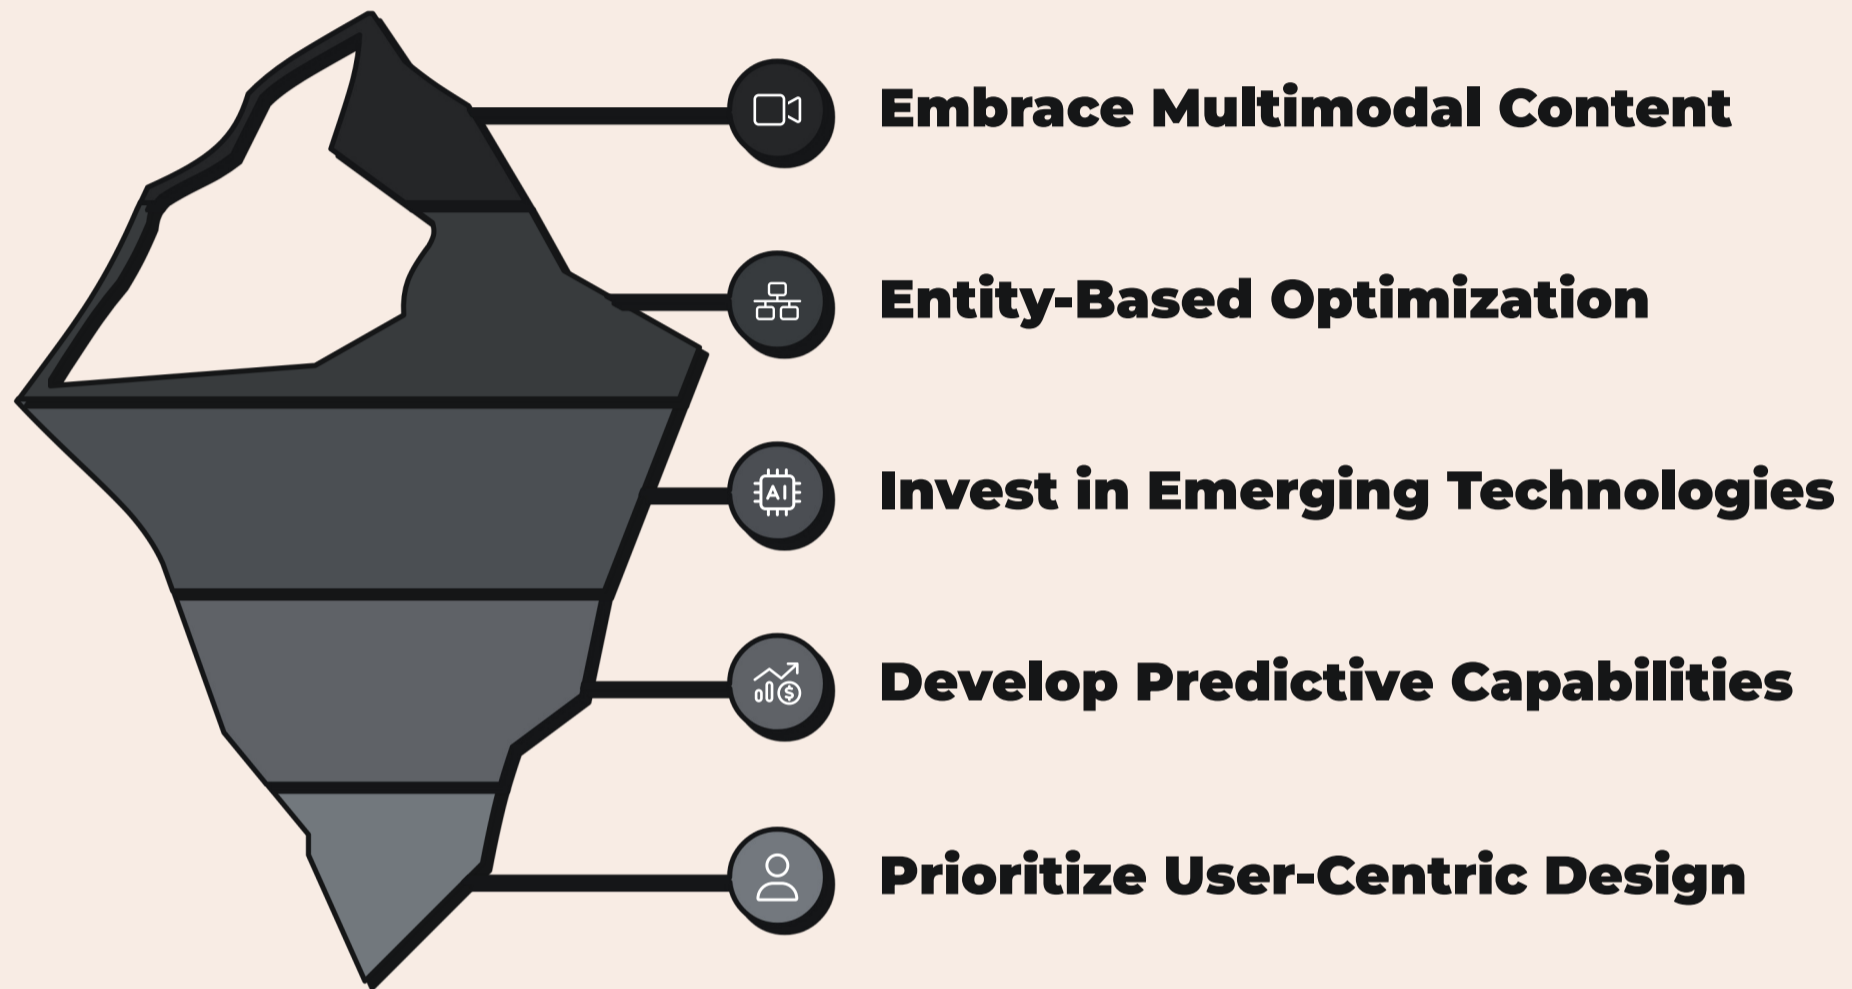 Embrace Multimodal Content
Entity-Based Optimization
AI
Invest in Emerging Technologies
$
Develop Predictive Capabilities
Prioritize User-Centric Design